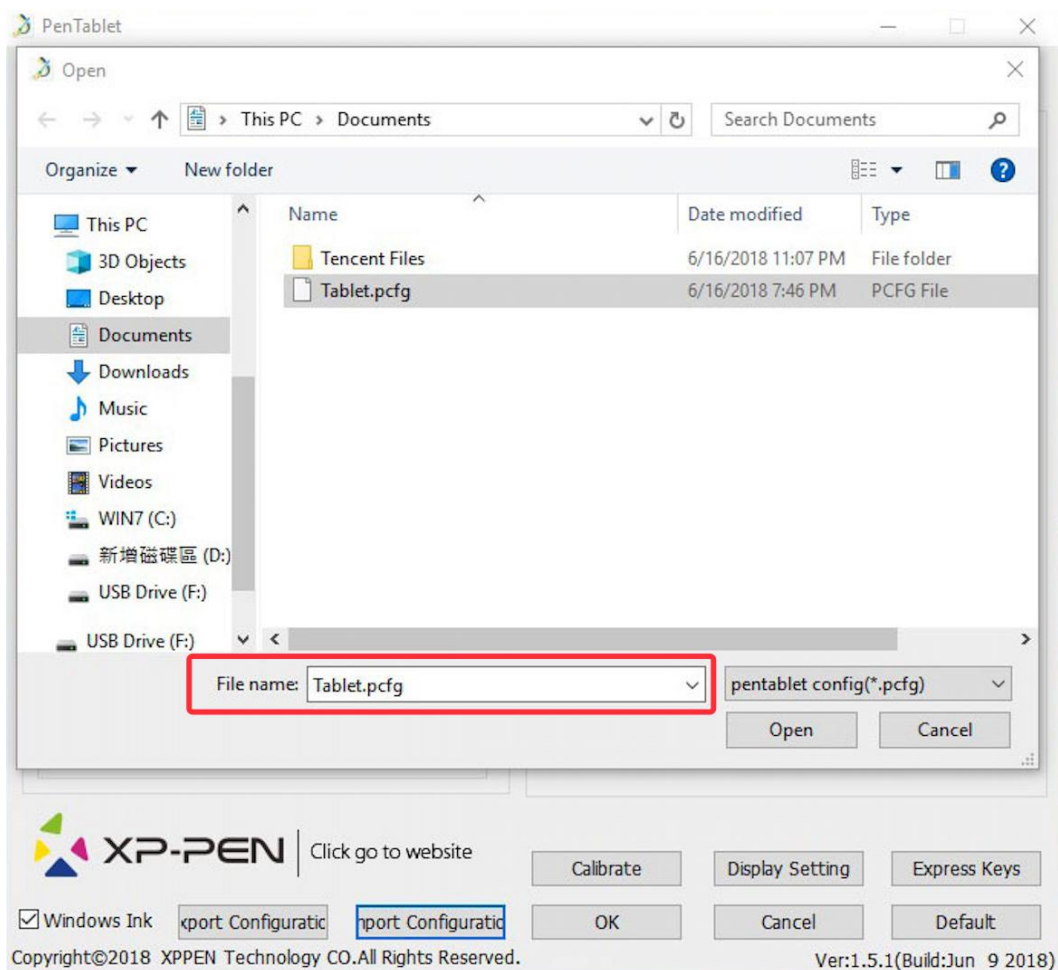 PenTablet
Open
This PC > Documents
Search Documents
Organize
New folder
Name
Date modified
Type
This PC
3D Objects
Desktop
Documents
Downloads
Music
Pictures
Videos
WIN7 (C:)
新增磁碟區 (D:)
USB Drive (F:)
USB Drive (F:)
Tencent Files 6/16/2018 11:07 PM File folder
Tablet.pcfg 6/16/2018 7:46 PM PCFG File
File name: Tablet.pcfg
pentablet config(*.pcfg)
Open
Cancel
XP-PEN
Click go to website
Calibrate
Display Setting
Express Keys
Windows Ink
xport Configuratic
nport Configuratic
OK
Cancel
Default
Copyright©2018 XPPEN Technology CO.All Rights Reserved.
Ver:1.5.1(Build:Jun 9 2018)